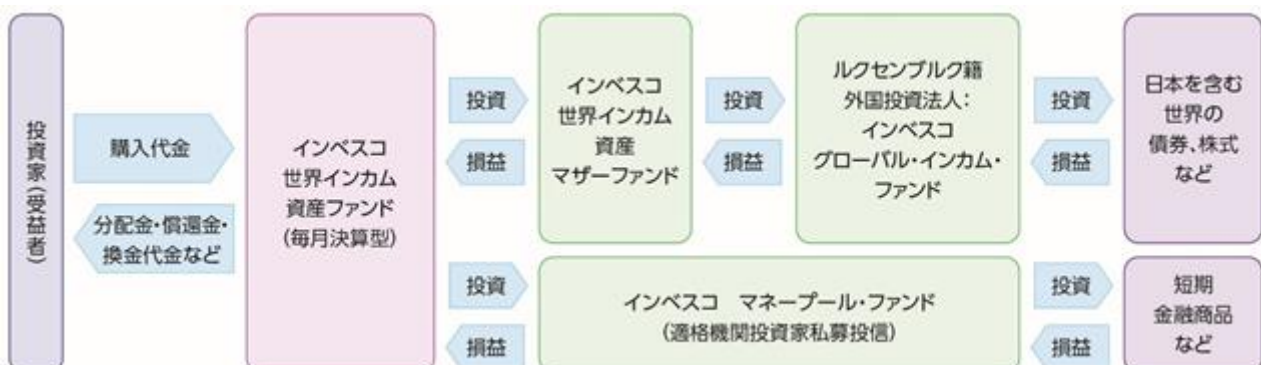 投資家(受益者)
購入代金
分配金・償還金・
換金代金など
インベスコ
世界インカム
資産ファンド
(毎月決算型)
投資
損益
インベスコ
世界インカム
資産
マザーファンド
投資
損益
ルクセンブルク籍
外国投資法人:
インベスコ
グローバル・インカム・
ファンド
投資
損益
日本を含む
世界の
債券、株式
など
投資
損益
インベスコ　マネープール・ファンド
(適格機関投資家私募投信)
投資
損益
短期
金融商品
など